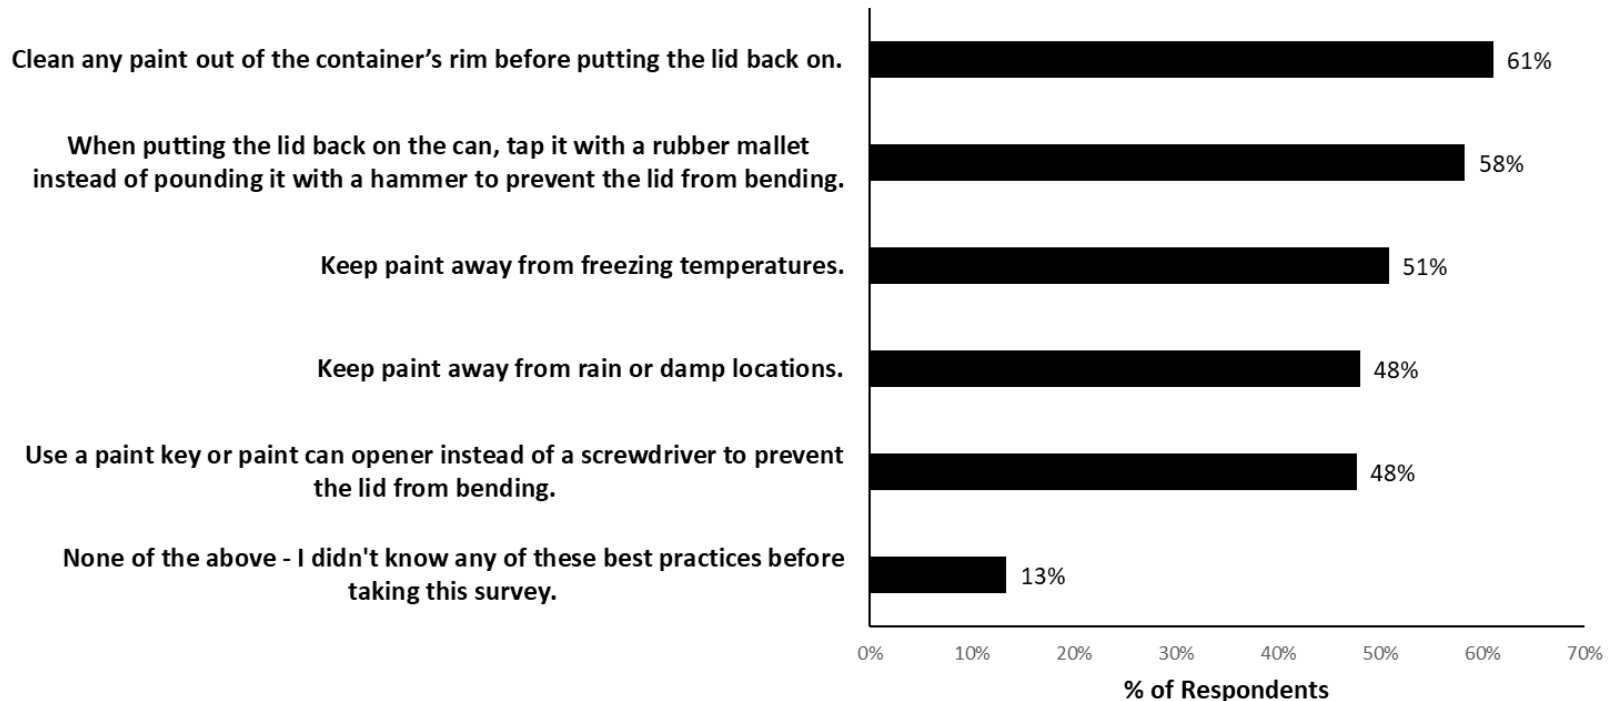 Clean any paint out of the container’s rim before putting the lid back on.
61%
When putting the lid back on the can, tap it with a rubber mallet
instead of pounding it with a hammer to prevent the lid from bending.
58%
Keep paint away from freezing temperatures.
51%
Keep paint away from rain or damp locations.
48%
Use a paint key or paint can opener instead of a screwdriver to prevent
the lid from bending.
48%
None of the above - I didn't know any of these best practices before
taking this survey.
13%
0% 10% 20% 30% 40% 50% 60% 70%
% of Respondents